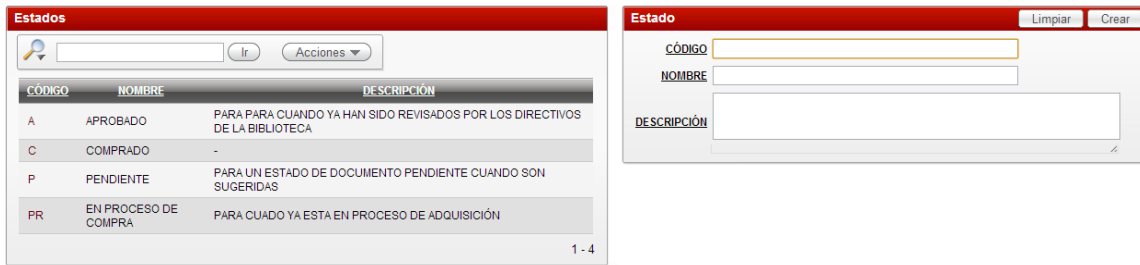 Estados
Ir
Acciones
CÓDIGO NOMBRE DESCRIPCIÓN
A APROBADO PARA PARA CUANDO YA HAN SIDO REVISADOS POR LOS DIRECTIVOS
DE LA BIBLIOTECA
C COMPRADO -
P PENDIENTE PARA UN ESTADO DE DOCUMENTO PENDIENTE CUANDO SON
SUGERIDAS
PR EN PROCESO DE
COMPRA PARA CUADO YA ESTA EN PROCESO DE ADQUISICIÓN
1 - 4
Estado Limpiar Crear
CÓDIGO
NOMBRE
DESCRIPCIÓN